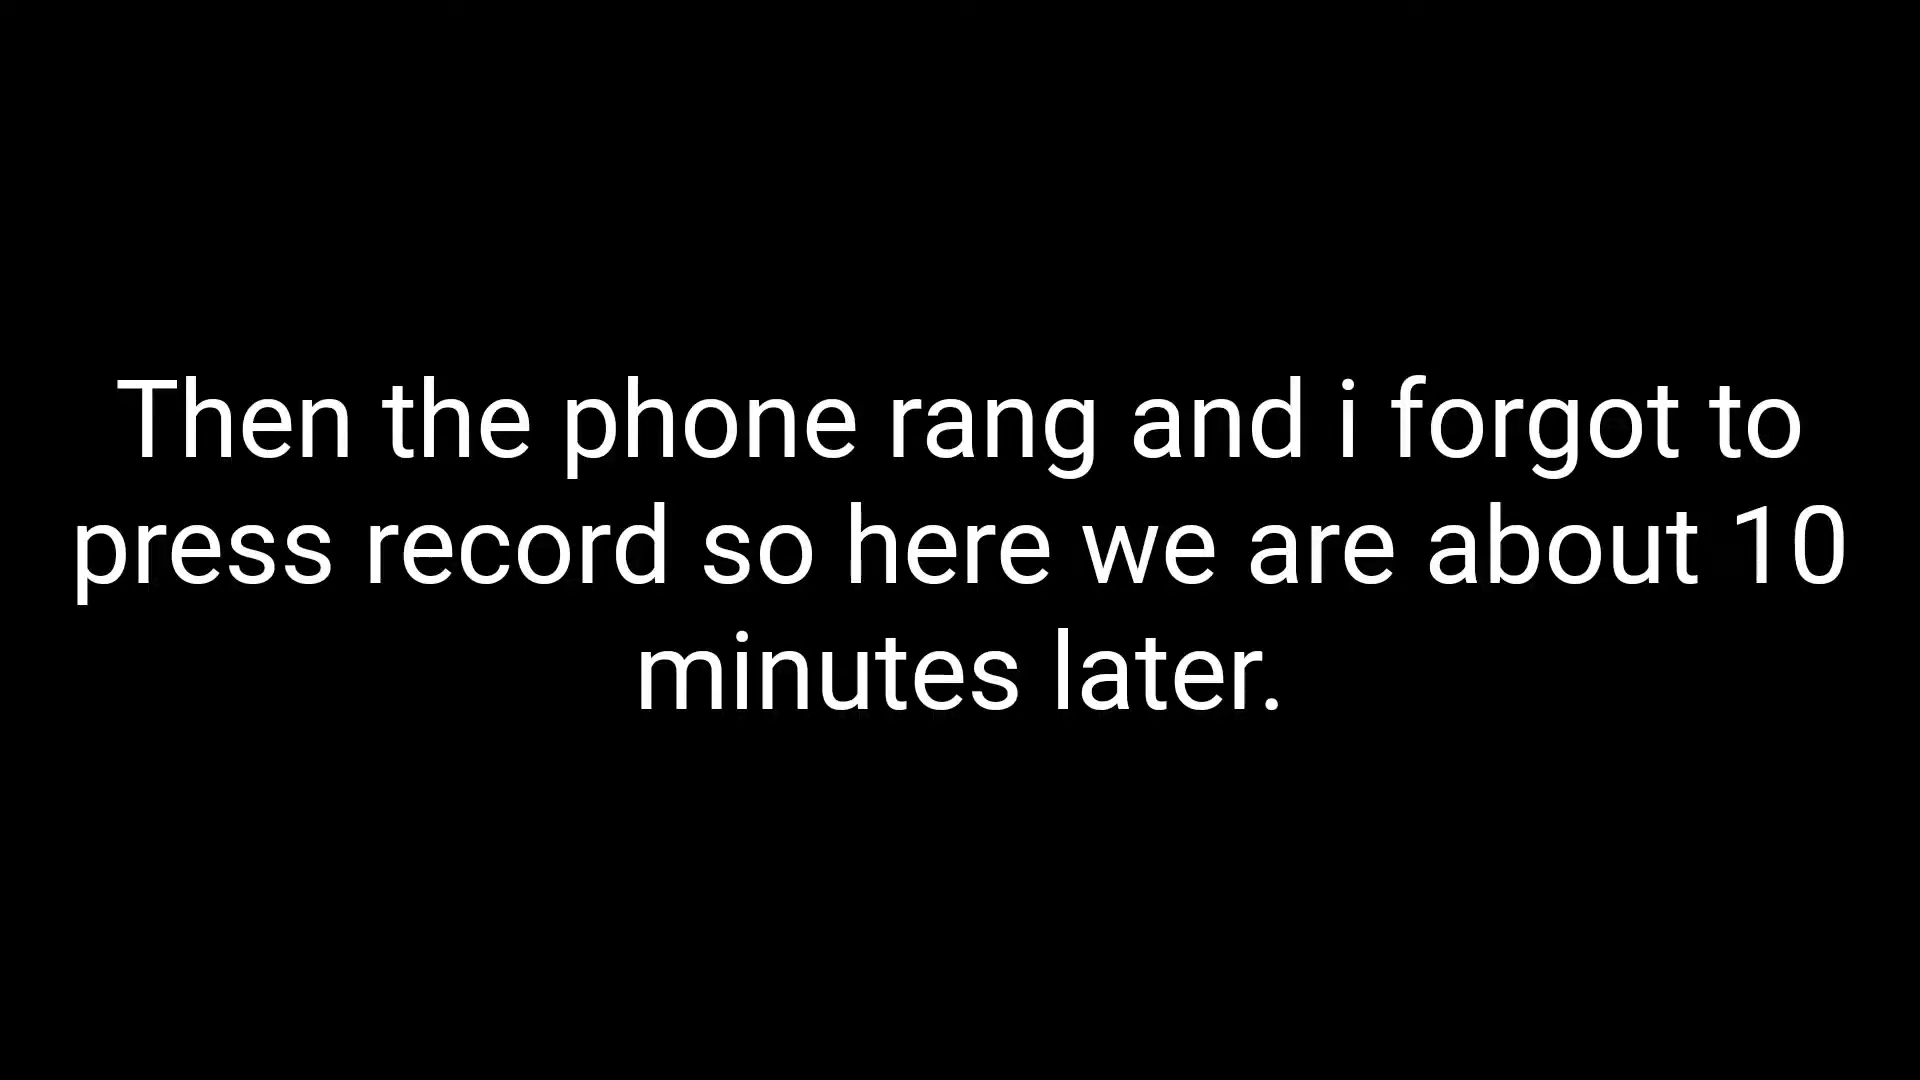 Then the phone rang and i forgot to
press record so here we are about 10
minutes later.